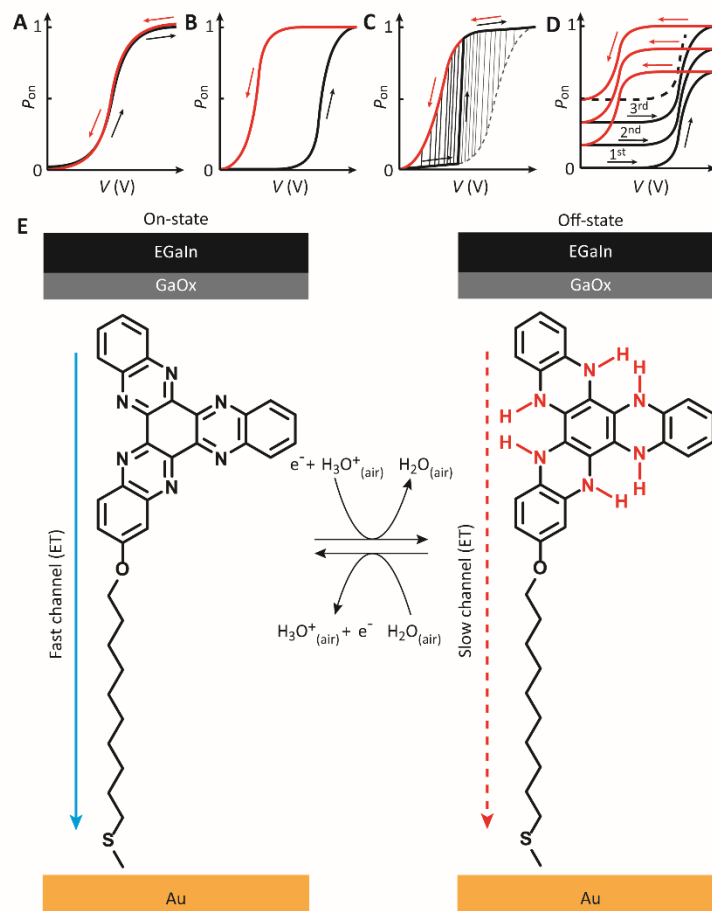 A
B
C
D
1
Pon
0
V (V)
1
Pon
0
V (V)
1
Pon
0
V (V)
1
Pon
0
3rd
2nd
1st
V (V)
E
On-state
Off-state
EGaIn
EGaIn
GaOx
GaOx
N
N
N
N
N
N
O
S
Fast channel (ET)
Au
e⁻ + H₃O⁺(air)
H₂O(air)
H₃O⁺(air) + e⁻
H₂O(air)
N
H
H
N
H
N
H
N
N
H
N
H
O
S
Slow channel (ET)
Au